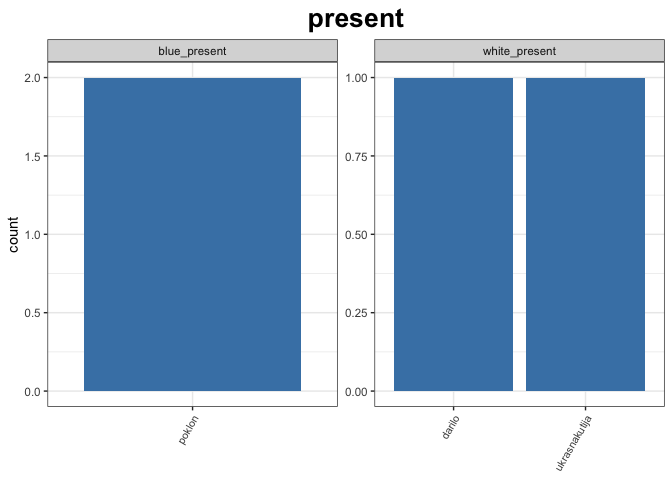 present
blue_present
white_present
count
2.0
1.5
1.0
0.5
0.0
1.00
0.75
0.50
0.25
0.00
poklon
darilo
ukrasnakutija